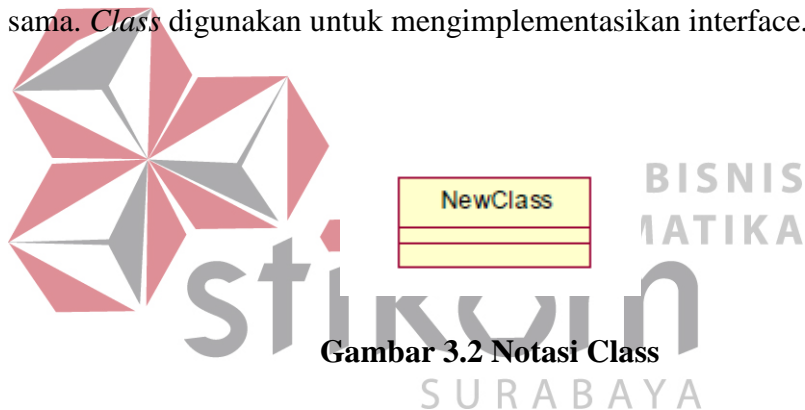 sama. Class digunakan untuk mengimplementasikan interface.
BISNIS
NewClass
MATIKA
stikom
Gambar 3.2 Notasi Class
SURABAYA